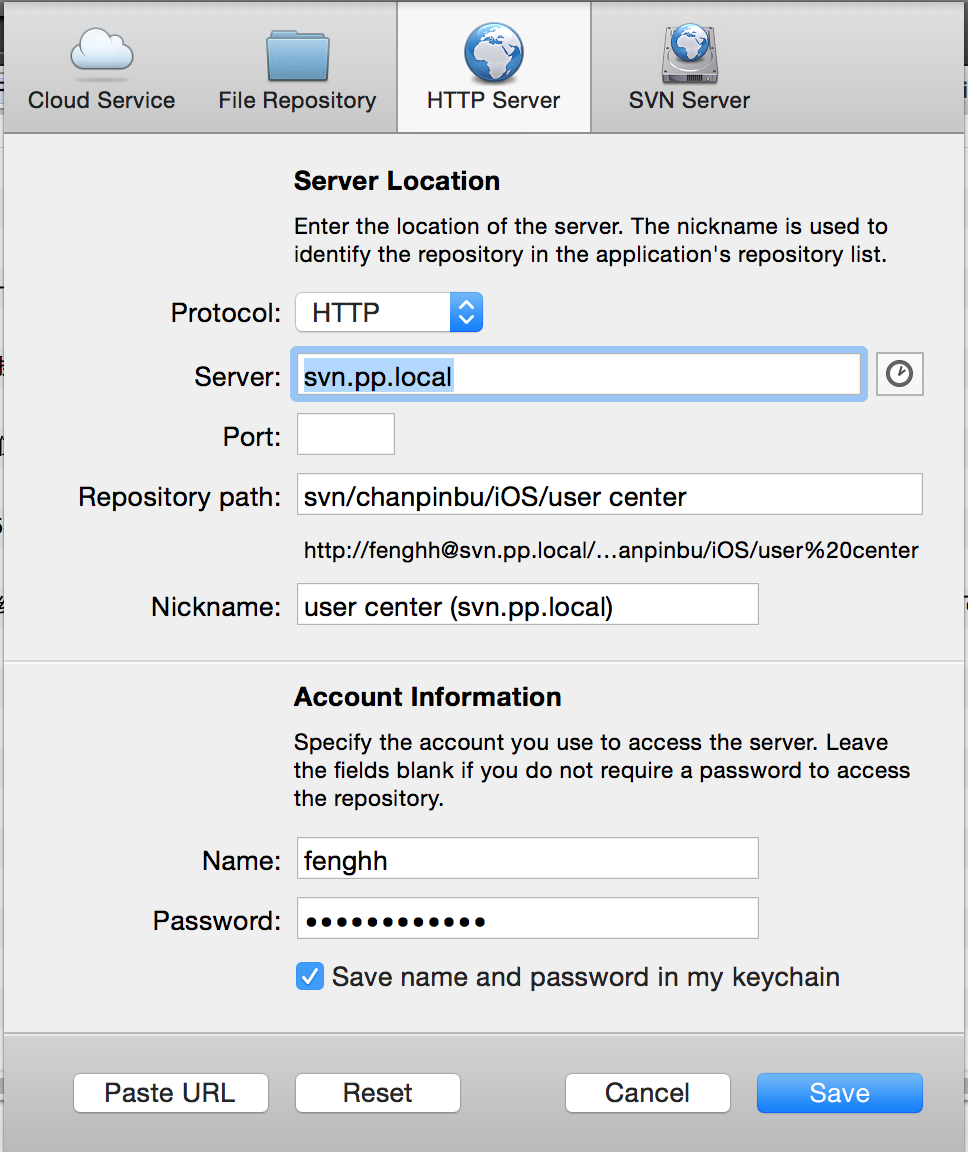 Cloud Service
File Repository
HTTP Server
SVN Server
Server Location
Enter the location of the server. The nickname is used to
identify the repository in the application's repository list.
Protocol: HTTP
Server: svn.pp.local
Port:
Repository path: svn/chanpinbu/iOS/user center
http://fenghh@svn.pp.local/...anpinbu/iOS/user%20center
Nickname: user center (svn.pp.local)
Account Information
Specify the account you use to access the server. Leave
the fields blank if you do not require a password to access
the repository.
Name: fenghh
Password: ••••••••••••
Save name and password in my keychain
Paste URL
Reset
Cancel
Save